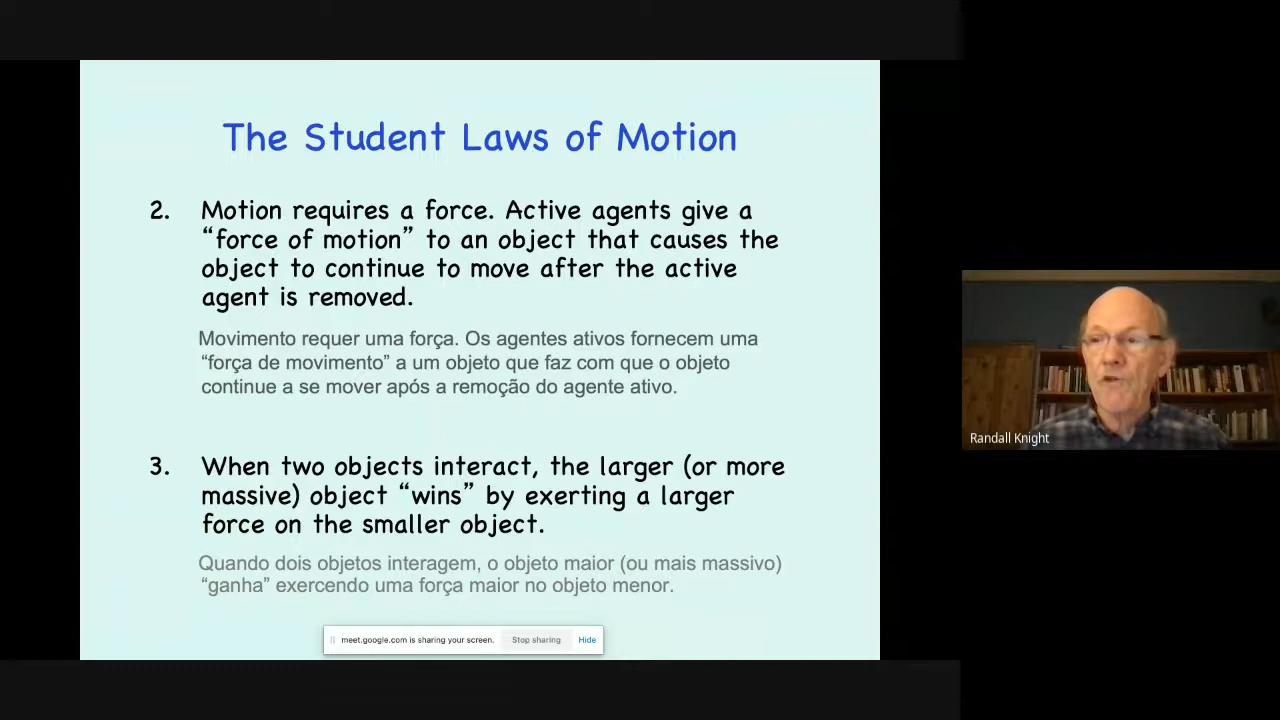 The Student Laws of Motion
2. Motion requires a force. Active agents give a
“force of motion” to an object that causes the
object to continue to move after the active
agent is removed.
Movimento requer uma força. Os agentes ativos fornecem uma
“força de movimento” a um objeto que faz com que o objeto
continue a se mover após a remoção do agente ativo.
3. When two objects interact, the larger (or more
massive) object “wins” by exerting a larger
force on the smaller object.
Quando dois objetos interagem, o objeto maior (ou mais massivo)
“ganha” exercendo uma força maior no objeto menor.
meet.google.com is sharing your screen. Stop sharing Hide
Randall Knight